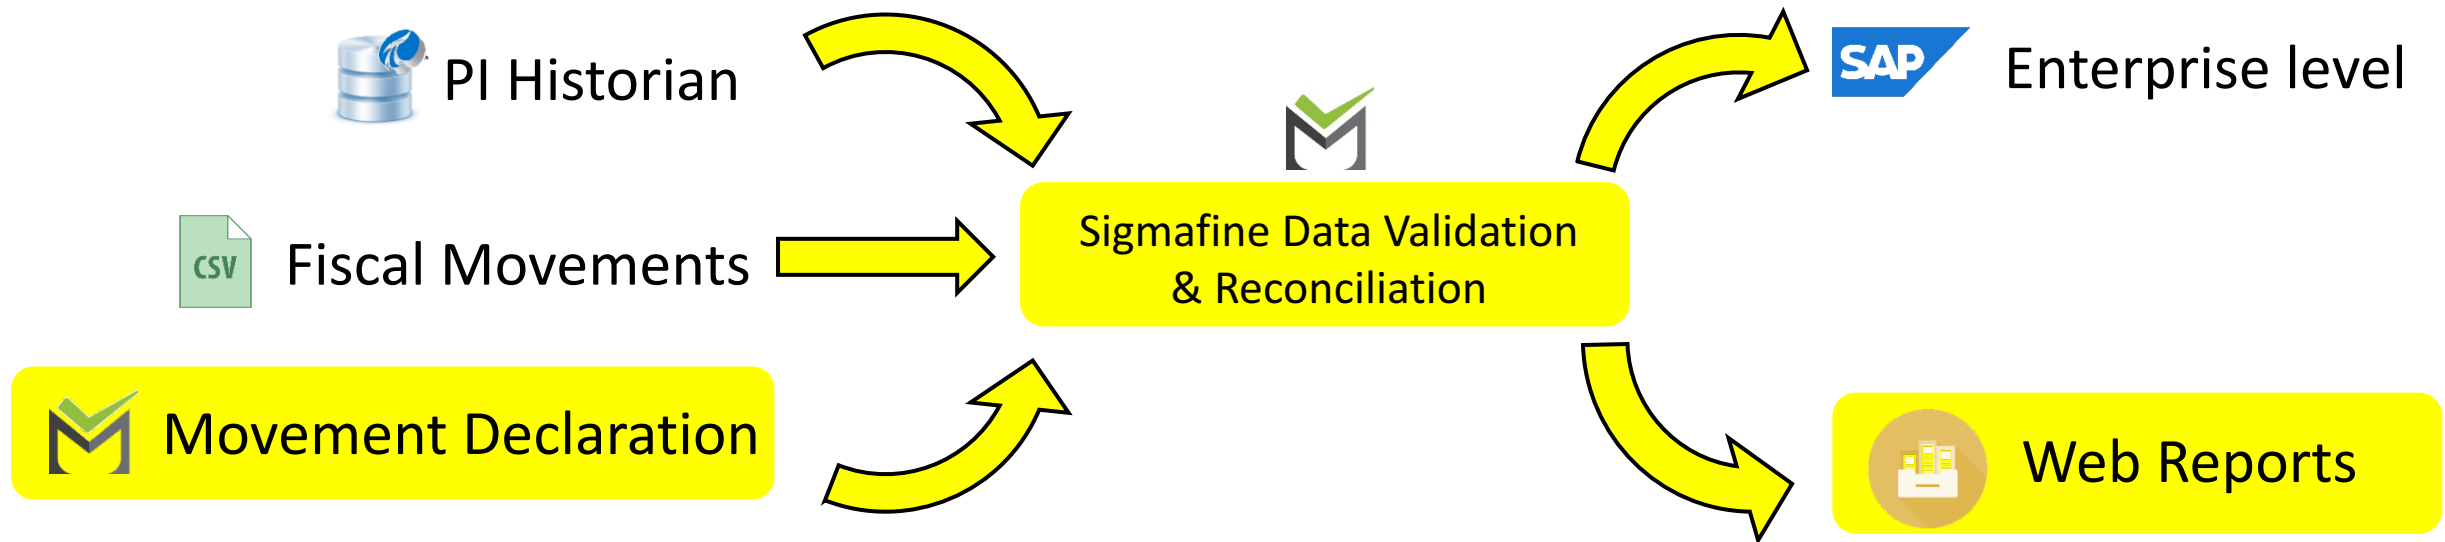 PI Historian
CSV
Fiscal Movements
Movement Declaration
Sigmafine Data Validation
& Reconciliation
SAP
Enterprise level
Web Reports